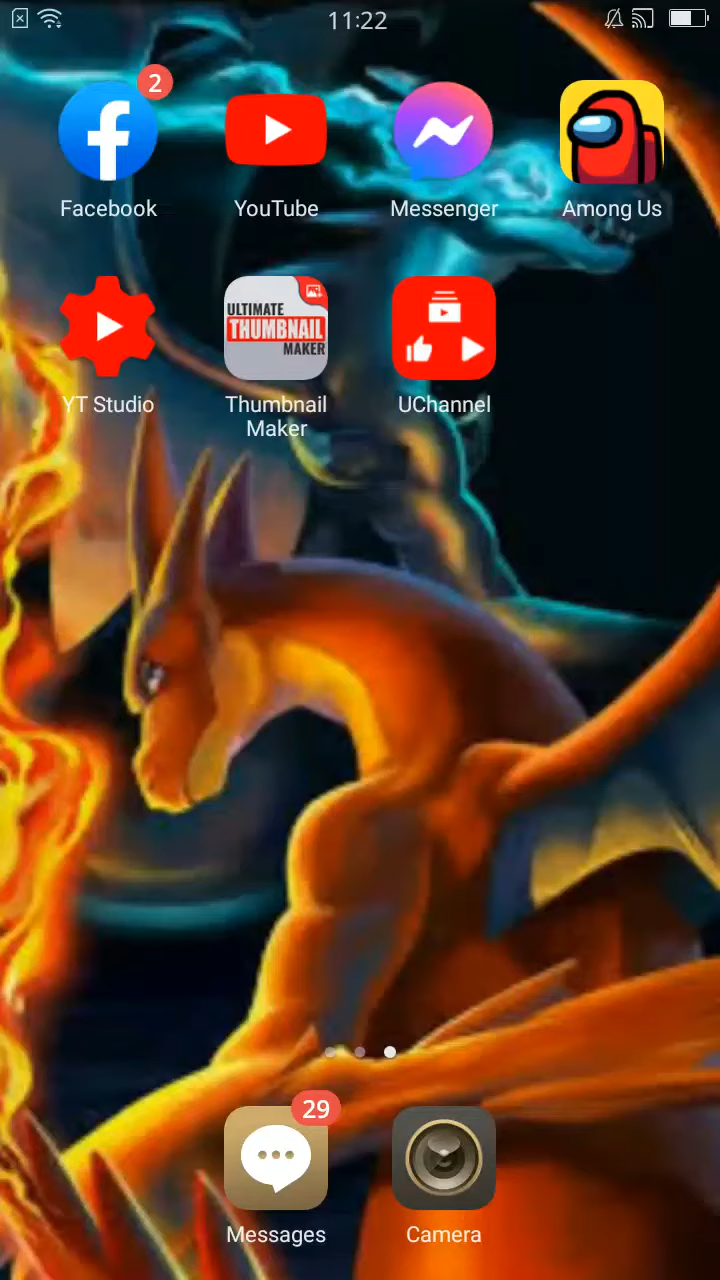 11:22
2
Facebook
YouTube
Messenger
Among Us
ULTIMATE
THUMBNAIL
MAKER
YT Studio
Thumbnail
Maker
UChannel
29
Messages
Camera